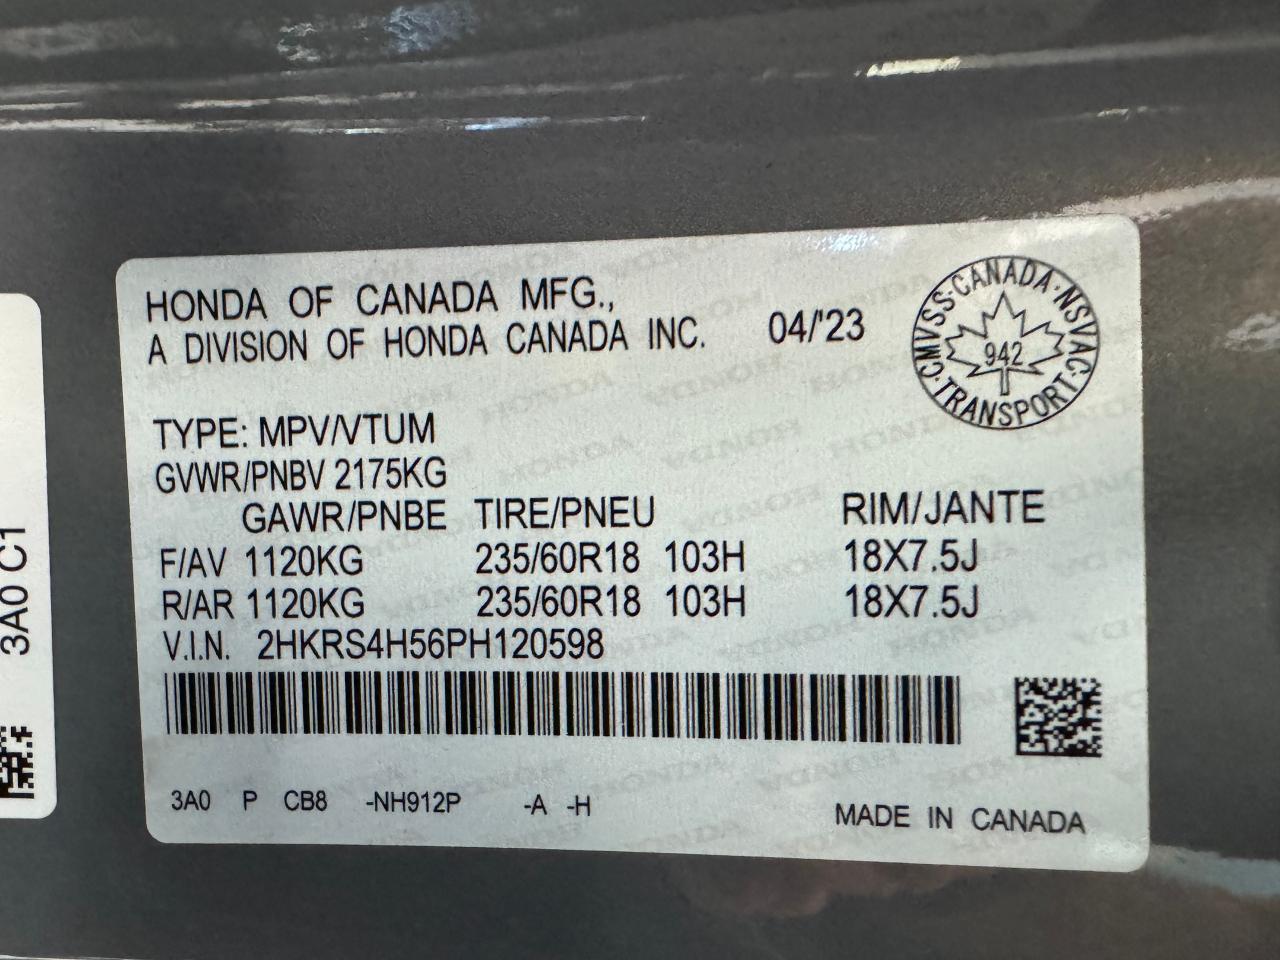 HONDA OF CANADA MFG.,
A DIVISION OF HONDA CANADA INC. 04/'23
CMVSS·CANADA·NSVAC·TRANSPORT·
942
TYPE: MPV/VTUM
GVWR/PNBV 2175KG
GAWR/PNBE TIRE/PNEU RIM/JANTE
F/AV 1120KG 235/60R18 103H 18X7.5J
R/AR 1120KG 235/60R18 103H 18X7.5J
V.I.N. 2HKRS4H56PH120598
3A0 P CB8 -NH912P -A -H MADE IN CANADA
3A0 C1